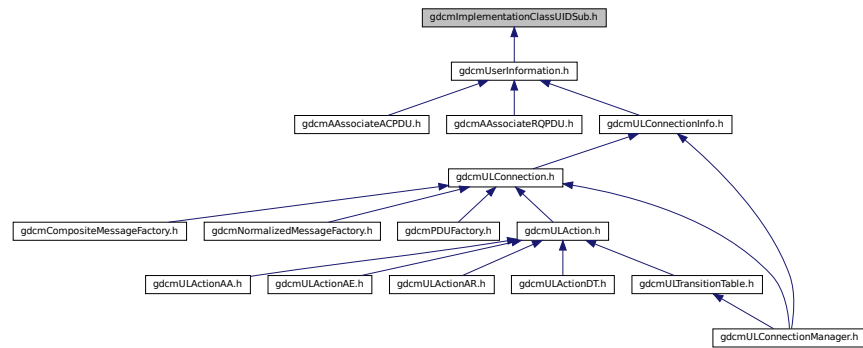 gdcmImplementationClassUIDSub.h
gdcmUserInformation.h
gdcmAAssociateACPDU.h
gdcmAAssociateRQPDU.h
gdcmULConnectionInfo.h
gdcmULConnection.h
gdcmCompositeMessageFactory.h
gdcmNormalizedMessageFactory.h
gdcmPDUFactory.h
gdcmULAction.h
gdcmULActionAA.h
gdcmULActionAE.h
gdcmULActionAR.h
gdcmULActionDT.h
gdcmULTransitionTable.h
gdcmULConnectionManager.h